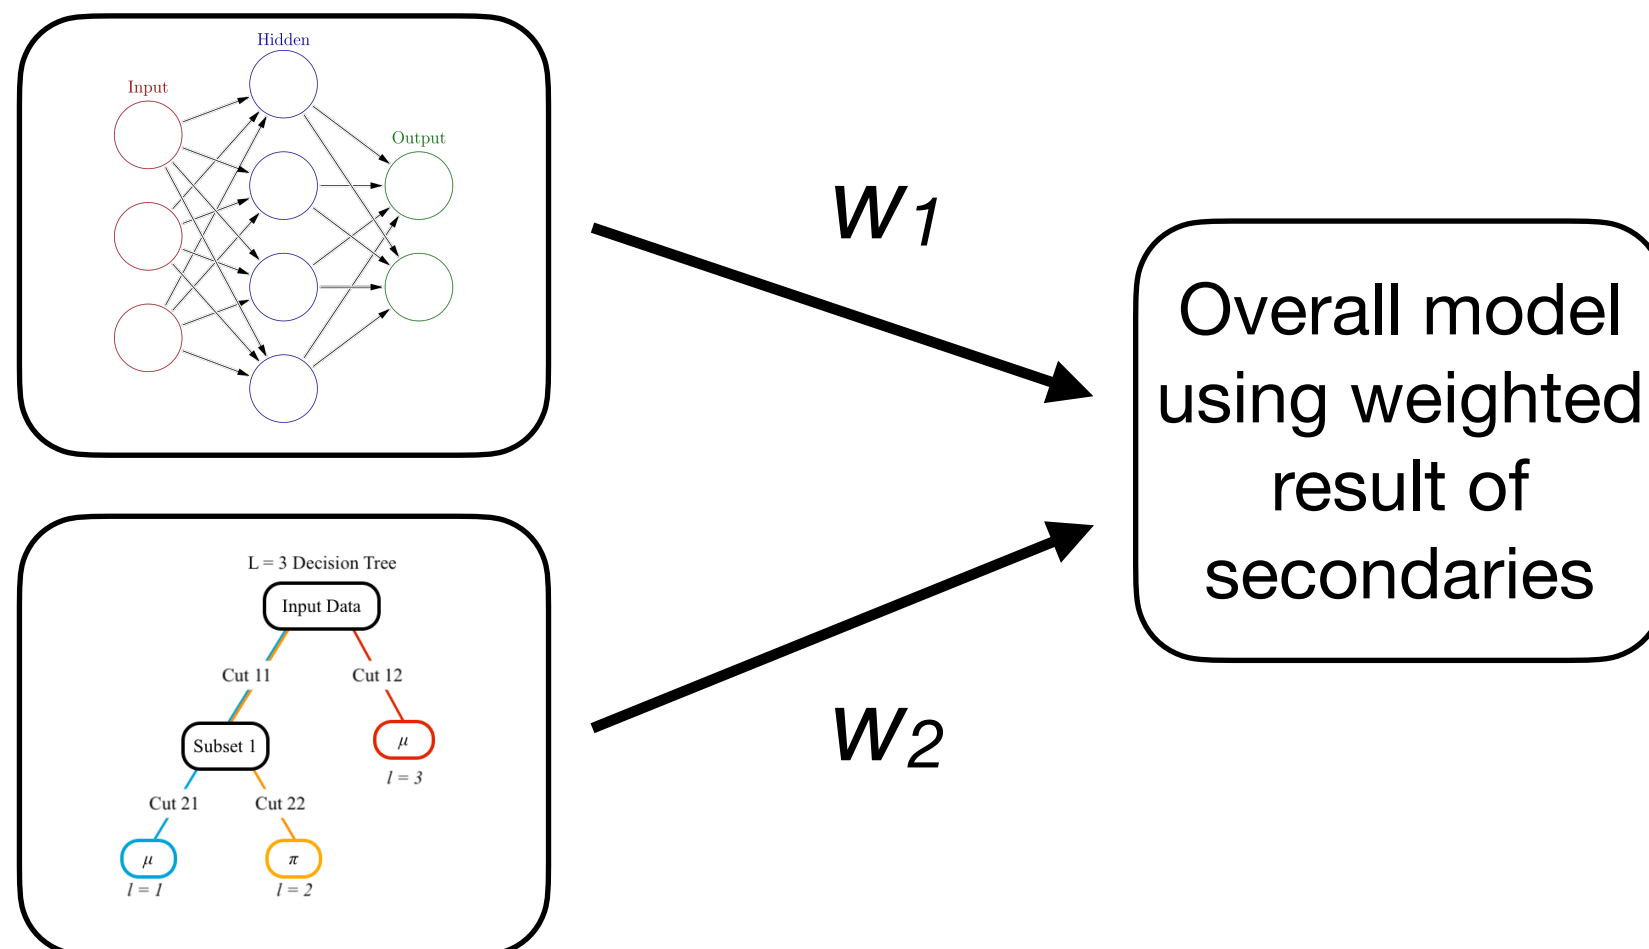 Hidden
Input
Output
w1
Overall model
using weighted
result of
secondaries
L = 3 Decision Tree
Input Data
Cut 11
Cut 12
Subset 1
μ
l = 3
Cut 21
Cut 22
μ
π
l = 1
l = 2
w2